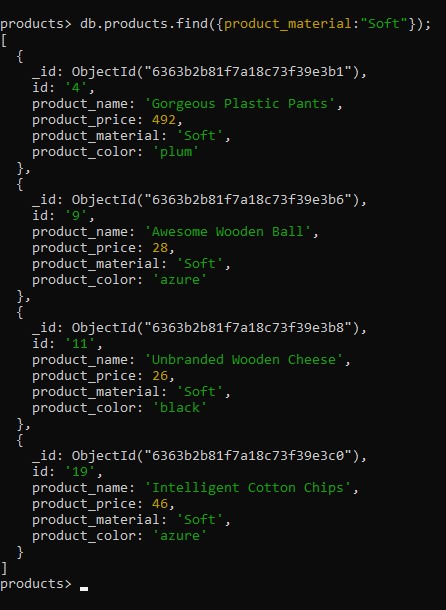 products> db.products.find({product_material:"Soft"});
[
  {
    _id: ObjectId("6363b2b81f7a18c73f39e3b1"),
    id: '4',
    product_name: 'Gorgeous Plastic Pants',
    product_price: 492,
    product_material: 'Soft',
    product_color: 'plum'
  },
  {
    _id: ObjectId("6363b2b81f7a18c73f39e3b6"),
    id: '9',
    product_name: 'Awesome Wooden Ball',
    product_price: 28,
    product_material: 'Soft',
    product_color: 'azure'
  },
  {
    _id: ObjectId("6363b2b81f7a18c73f39e3b8"),
    id: '11',
    product_name: 'Unbranded Wooden Cheese',
    product_price: 26,
    product_material: 'Soft',
    product_color: 'black'
  },
  {
    _id: ObjectId("6363b2b81f7a18c73f39e3c0"),
    id: '19',
    product_name: 'Intelligent Cotton Chips',
    product_price: 46,
    product_material: 'Soft',
    product_color: 'azure'
  }
]
products>